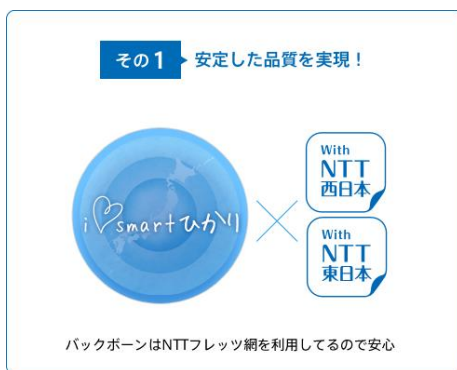 その1 安定した品質を実現！
With
NTT
西日本
i♡smartひかり
With
NTT
東日本
バックボーンはNTTフレッツ網を利用してるので安心